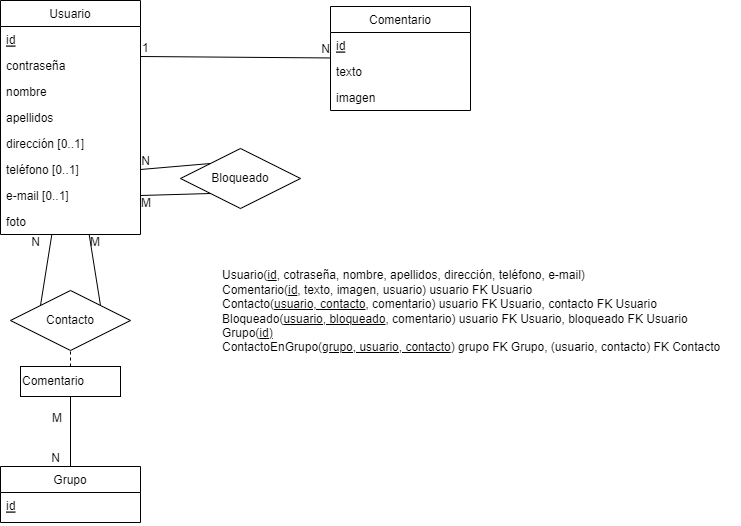 Usuario
id
contraseña
nombre
apellidos
dirección [0..1]
teléfono [0..1]
e-mail [0..1]
foto
1
N
Comentario
id
texto
imagen
N
M
Bloqueado
N
M
Contacto
Comentario
M
N
Grupo
id
Usuario(id, cotraseña, nombre, apellidos, dirección, teléfono, e-mail)
Comentario(id, texto, imagen, usuario) usuario FK Usuario
Contacto(usuario, contacto, comentario) usuario FK Usuario, contacto FK Usuario
Bloqueado(usuario, bloqueado, comentario) usuario FK Usuario, bloqueado FK Usuario
Grupo(id)
ContactoEnGrupo(grupo, usuario, contacto) grupo FK Grupo, (usuario, contacto) FK Contacto